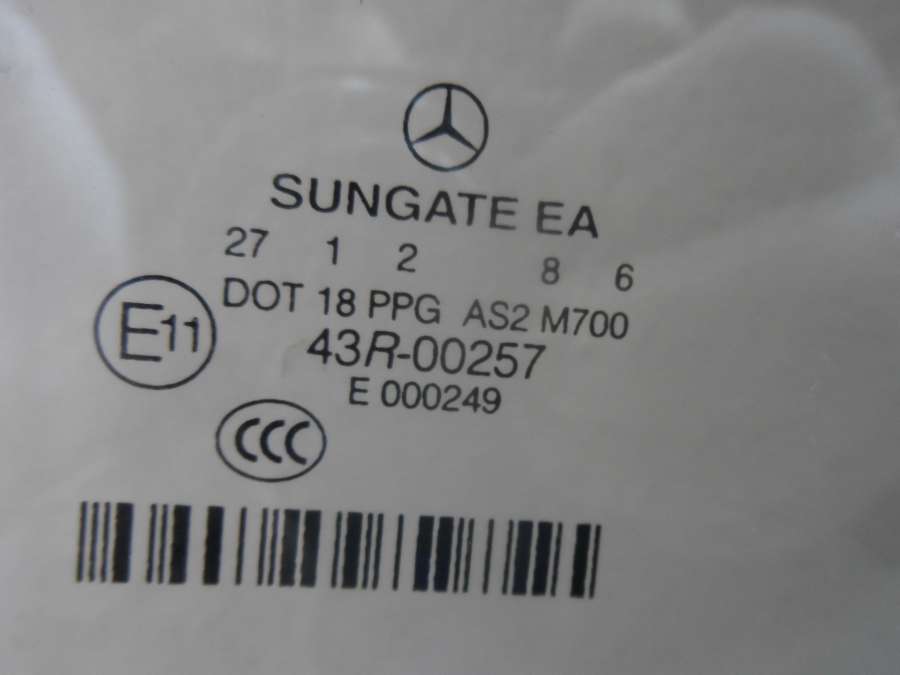 SUNGATE EA
27 1 2 8 6
DOT 18 PPG AS2 M700
E11
43R-00257
E 000249
CCC